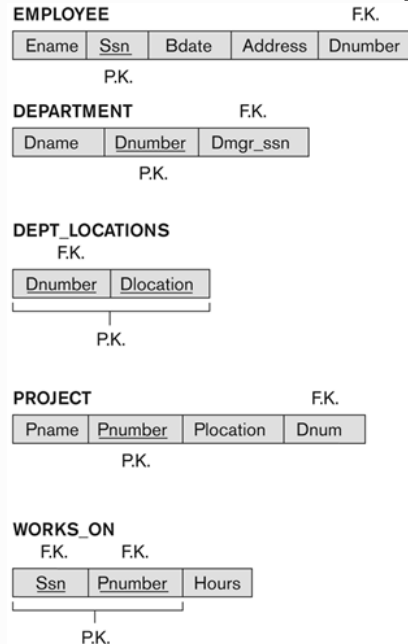 EMPLOYEE F.K.
Ename Ssn Bdate Address Dnumber
P.K.
DEPARTMENT F.K.
Dname Dnumber Dmgr_ssn
P.K.
DEPT_LOCATIONS
F.K.
Dnumber Dlocation
P.K.
PROJECT F.K.
Pname Pnumber Plocation Dnum
P.K.
WORKS_ON
F.K. F.K.
Ssn Pnumber Hours
P.K.